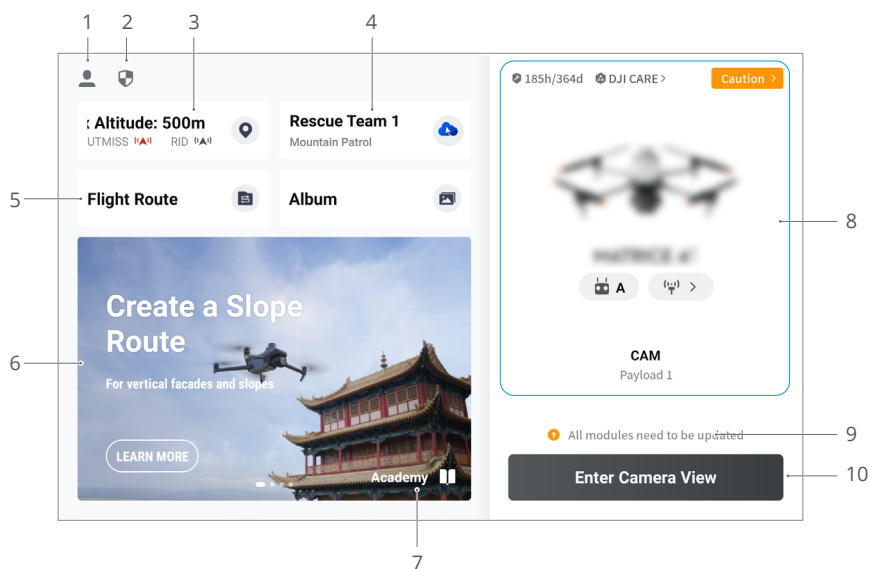 1
2
3
4
: Altitude: 500m
UTMISS
RID
Rescue Team 1
Mountain Patrol
5
Flight Route
Album
6
Create a Slope
Route
For vertical facades and slopes
LEARN MORE
Academy
7
185h/364d
DJI CARE >
Caution >
8
A
CAM
Payload 1
All modules need to be updated
9
Enter Camera View
10